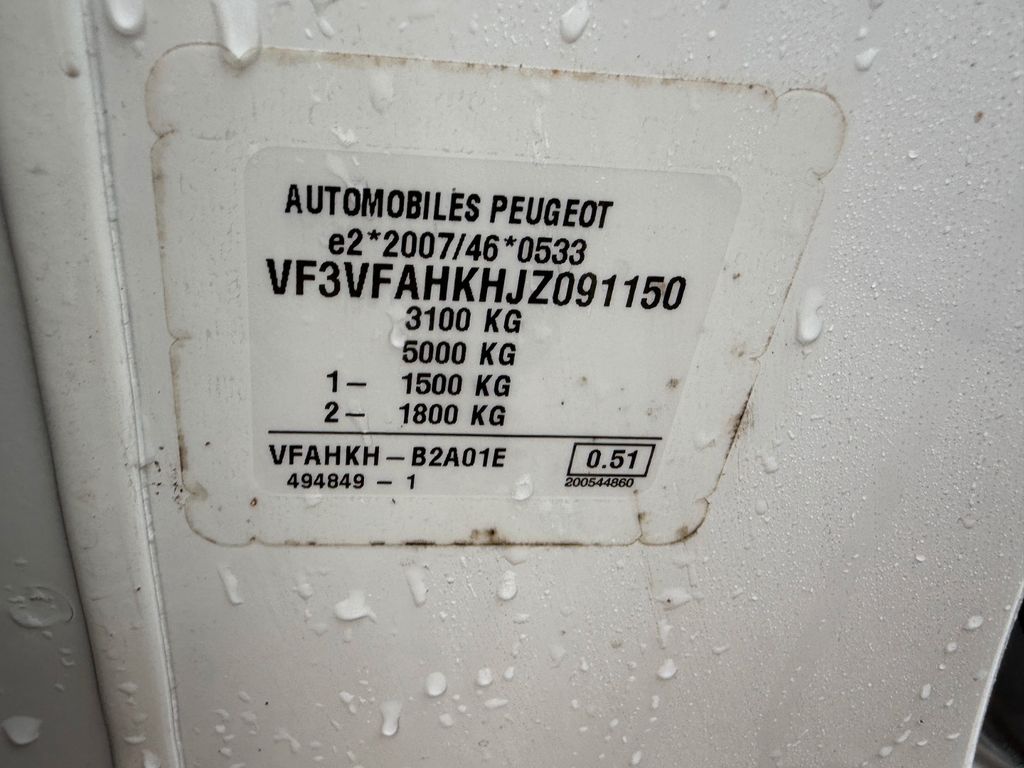 AUTOMOBILES PEUGEOT
e2*2007/46*0533
VF3VFAHKHJZ091150
3100 KG
5000 KG
1– 1500 KG
2– 1800 KG
VFAHKH – B2A01E
0.51
494849 – 1
200544860